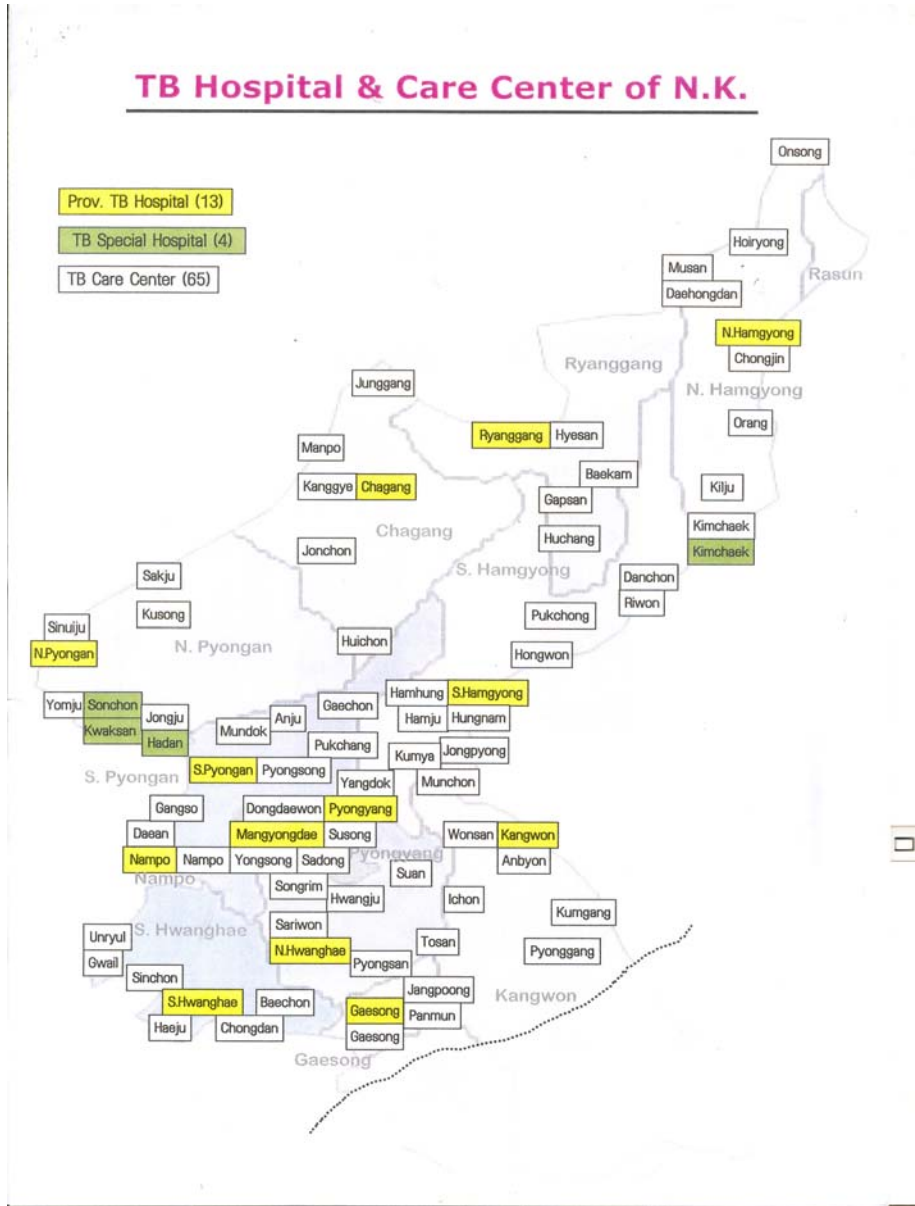 TB Hospital & Care Center of N.K.
Onsong
Prov. TB Hospital (13)
TB Special Hospital (4)
TB Care Center (65)
Hoiryong
Musan
Rasun
Daehongdan
N.Hamgyong
Chongjin
Ryanggang
Junggang
N. Hamgyong
Orang
Ryanggang Hyesan
Manpo
Baekam
Kanggye Chagang
Kilju
Gapsan
Kimchaek
Chagang
Huchang
Jonchon
Kimchaek
S. Hamgyong
Sakju
Danchon
Riwon
Kusong
Pukchong
Sinuiju
Huichon
N. Pyongan
N.Pyongan
Hongwon
Hamhung S.Hamgyong
Yomju Sonchon
Gaechon
Jongju
Anju
Hamju Hungnam
Kwaksan
Mundok
Hadan
Pukchang
Kumya Jongpyong
S.Pyongan Pyongsong
S. Pyongan
Yangdok
Munchon
Gangso
Dongdaewon Pyongyang
Daean
Mangyongdae Susong
Wonsan Kangwon
Pyongyang
Nampo Nampo Yongsong Sadong
Anbyon
Suan
Nampo
Songrim
Hwangju
Ichon
Kumgang
Sariwon
S. Hwanghae
Unryul
Tosan
N.Hwanghae
Pyonggang
Gwail
Pyongsan
Sinchon
Jangpoong
Kangwon
S.Hwanghae
Baechon
Gaesong
Panmun
Haeju
Chongdan
Gaesong
Gaesong